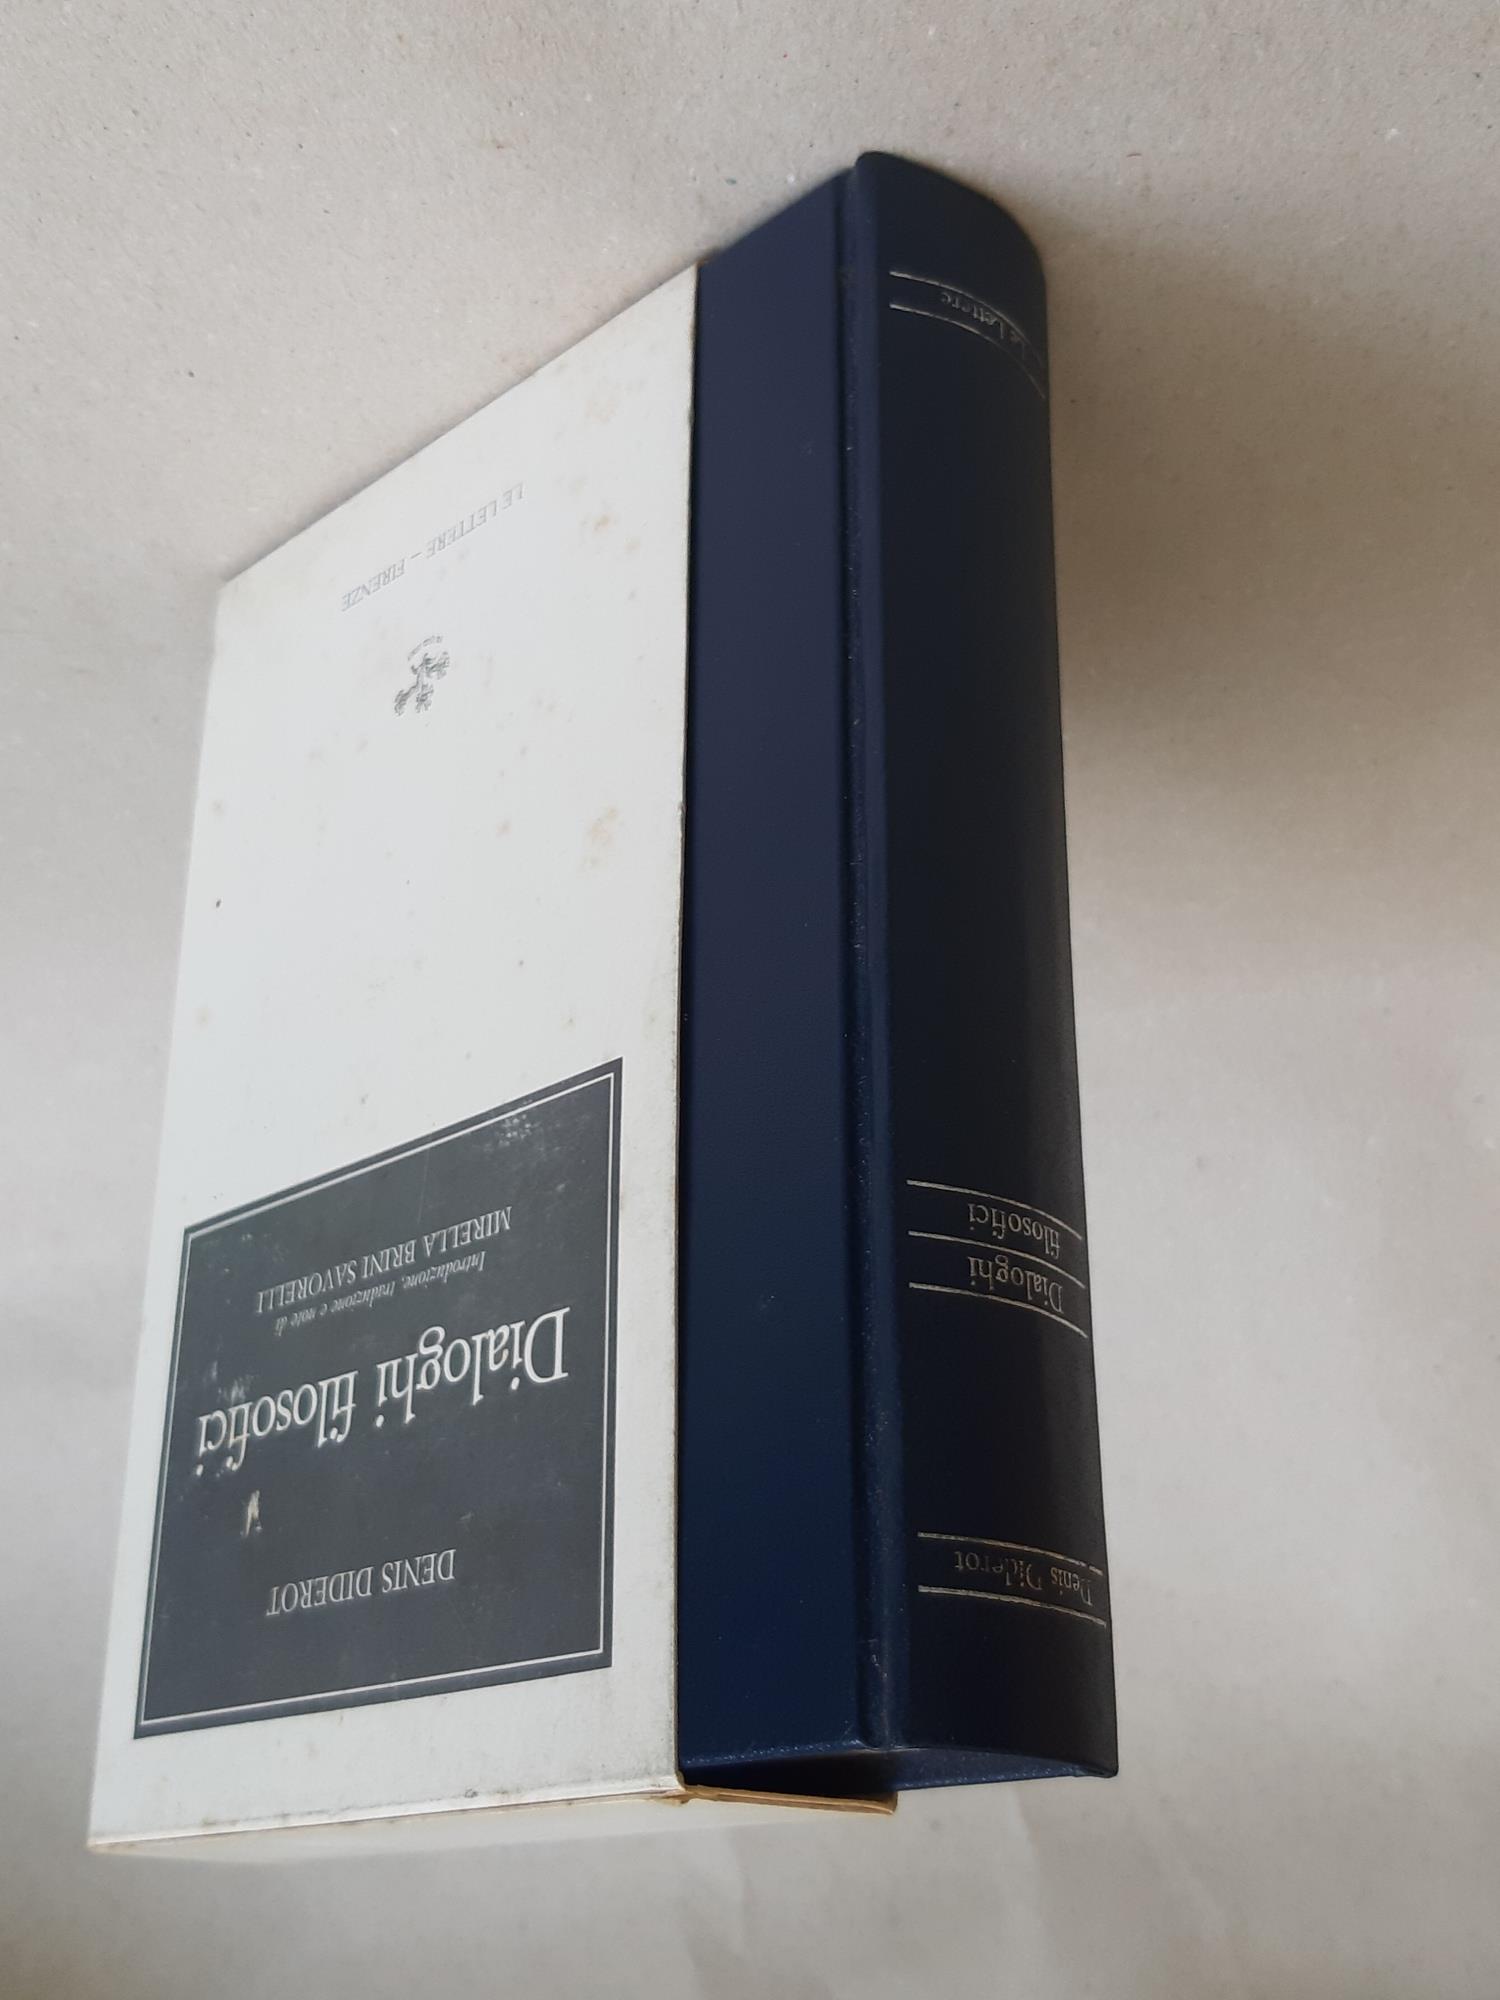 DENIS DIDEROT
Dialoghi filosofici
Introduzione, traduzione e note di
MIRELLA BRINI SAVORELLI
LE LETTERE – FIRENZE
Denis Diderot
Dialoghi
filosofici
Le Lettere